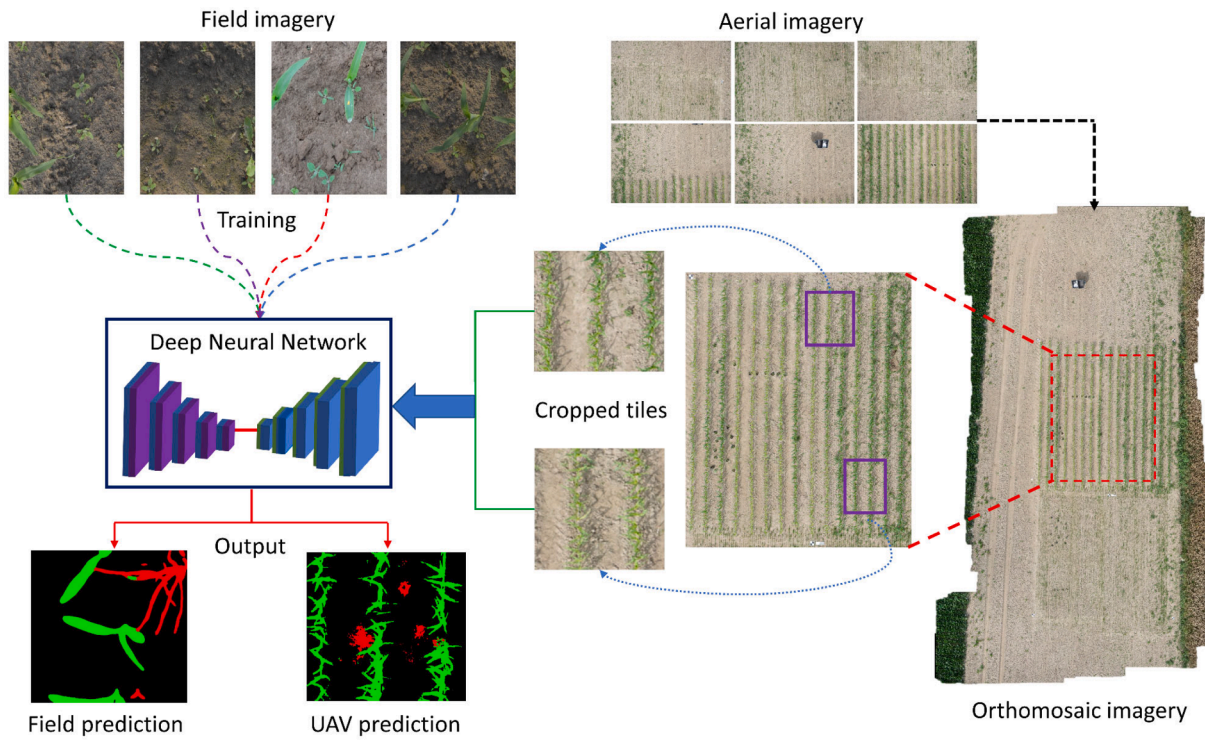 Field imagery
Aerial imagery
Training
Deep Neural Network
Cropped tiles
Output
Field prediction
UAV prediction
Orthomosaic imagery